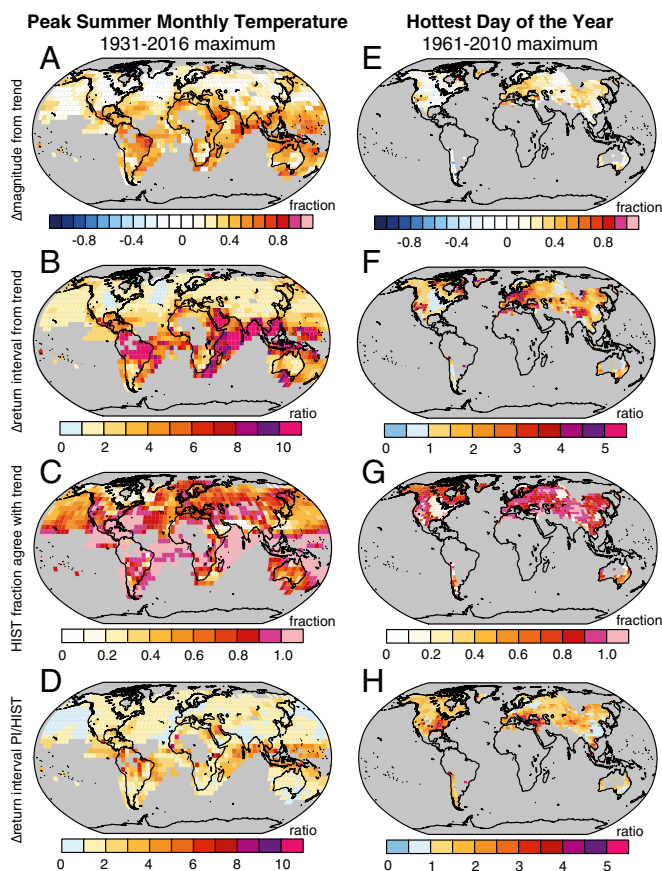 Peak Summer Monthly Temperature
1931-2016 maximum
Hottest Day of the Year
1961-2010 maximum
A
E
Δmagnitude from trend
fraction
-0.8 -0.4 0 0.4 0.8
fraction
-0.8 -0.4 0 0.4 0.8
B
F
Δreturn interval from trend
ratio
0 2 4 6 8 10
ratio
0 1 2 3 4 5
C
G
HIST fraction agree with trend
fraction
0 0.2 0.4 0.6 0.8 1.0
fraction
0 0.2 0.4 0.6 0.8 1.0
D
H
Δreturn interval PI/HIST
ratio
0 2 4 6 8 10
ratio
0 1 2 3 4 5